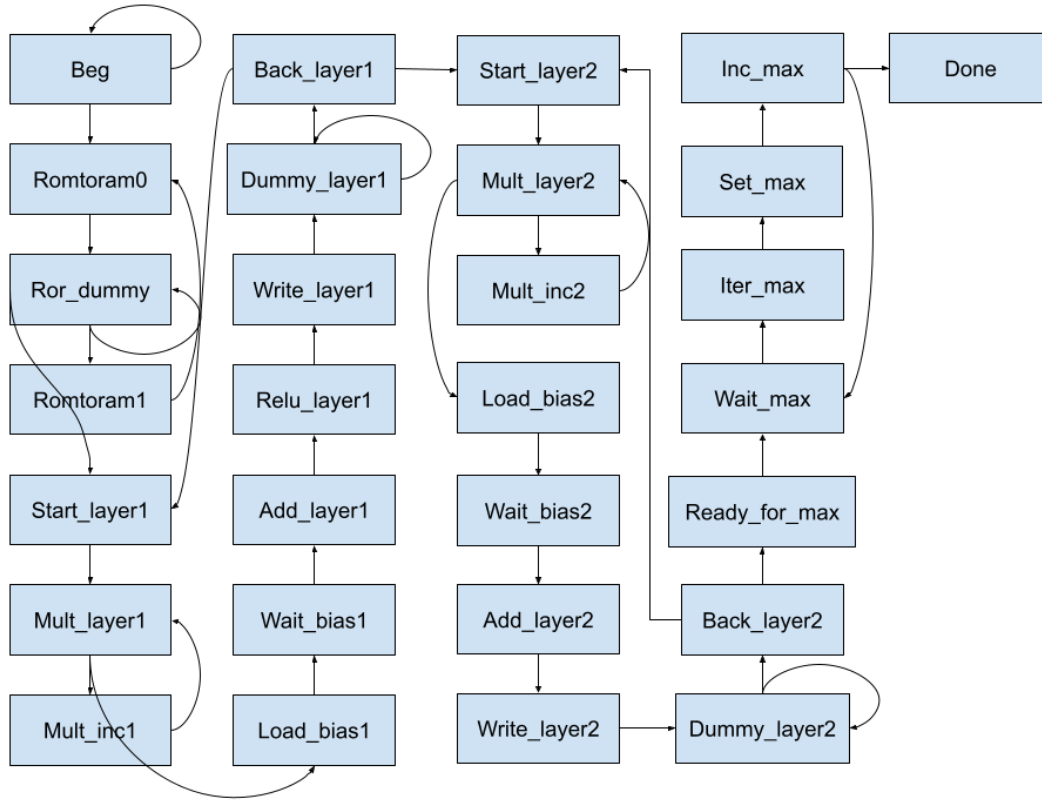 Beg
Romtoram0
Ror_dummy
Romtoram1
Start_layer1
Mult_layer1
Mult_inc1
Back_layer1
Dummy_layer1
Write_layer1
Relu_layer1
Add_layer1
Wait_bias1
Load_bias1
Start_layer2
Mult_layer2
Mult_inc2
Load_bias2
Wait_bias2
Add_layer2
Write_layer2
Inc_max
Set_max
Iter_max
Wait_max
Ready_for_max
Back_layer2
Dummy_layer2
Done